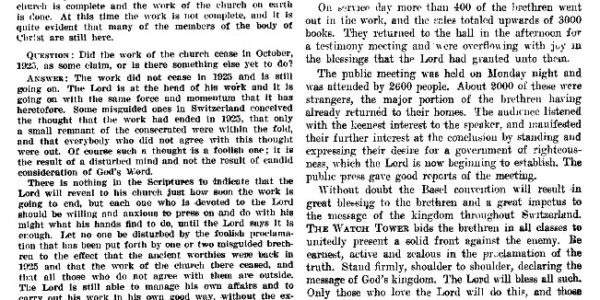 church is complete and the work of the church on earth
is done. At this time the work is not complete, and it is
quite evident that many of the members of the body of
Christ are still here.
QUESTION: Did the work of the church cease in October,
1925, as some claim, or is there something else yet to do?
ANSWER: The work did not cease in 1925 and is still
going on. The Lord is at the head of his work and it is
going on with the same force and momentum that it has
heretofore. Some misguided ones in Switzerland conceived
the thought that the work had ended in 1925, that only
a small remnant of the consecrated were within the fold,
and that everybody who did not agree with this thought
were out. Of course such a thought is a foolish one; it is
the result of a disturbed mind and not the result of candid
consideration of God's Word.
There is nothing in the Scriptures to indicate that the
Lord will reveal to his church just how soon the work is
going to end, but each one who is devoted to the Lord
should be willing and anxious to press on and do with his
might what his hands find to do, until the Lord says it is
enough. Let no one be disturbed by the foolish proclama-
tion that has been put forth by one or two misguided breth-
ren to the effect that the ancient worthies were back in
1925 and that the work of the church there ceased, and
that all those who do not agree with them are outside.
The Lord is still able to manage his own affairs and to
carry out his work in his own good way, without the ex-
On service day more than 400 of the brethren went
out in the work, and the sales totaled upwards of 3000
books. They returned to the hall in the afternoon for
a testimony meeting and were overflowing with joy in
the blessings that the Lord had granted unto them.
The public meeting was held on Monday night and
was attended by 2600 people. About 2000 of these were
strangers, the major portion of the brethren having
already returned to their homes. The audience listened
with the keenest interest to the speaker, and manifested
their further interest at the conclusion by standing and
expressing their desire for a government of righteous-
ness, which the Lord is now beginning to establish. The
public press gave good reports of the meeting.
Without doubt the Basel convention will result in
great blessing to the brethren and a great impetus to
the message of the kingdom throughout Switzerland.
THE WATCH TOWER bids the brethren in all classes to
unitedly present a solid front against the enemy. Be
earnest, active and zealous in the proclamation of the
truth. Stand firmly, shoulder to shoulder, declaring the
message of God's kingdom. The Lord will bless all such.
Only those who love the Lord will do this, and those